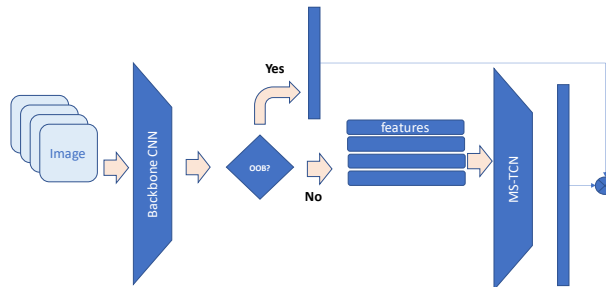 Image
Backbone CNN
Yes
OOB?
No
features
MS-TCN